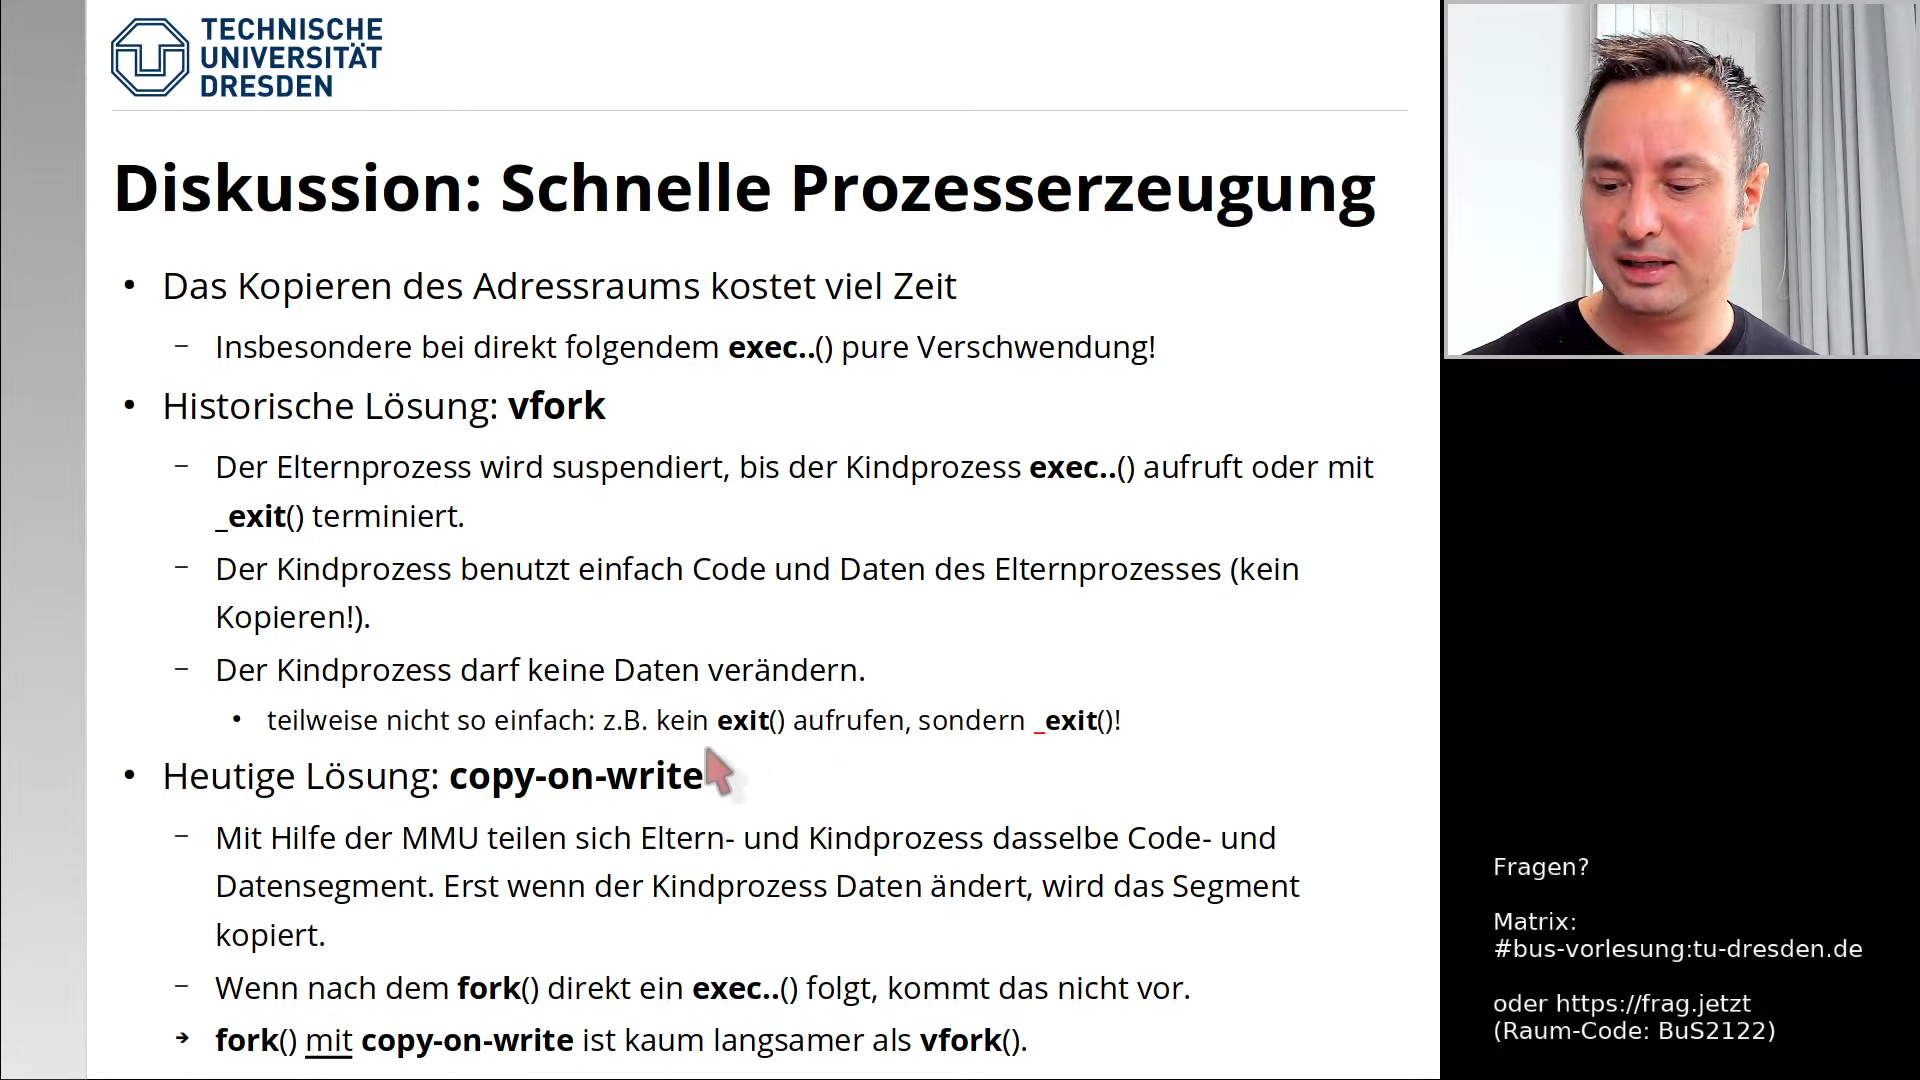 TECHNISCHE
UNIVERSITÄT
DRESDEN
Diskussion: Schnelle Prozesserzeugung
• Das Kopieren des Adressraums kostet viel Zeit
– Insbesondere bei direkt folgendem exec..() pure Verschwendung!
• Historische Lösung: vfork
– Der Elternprozess wird suspendiert, bis der Kindprozess exec..() aufruft oder mit
_exit() terminiert.
– Der Kindprozess benutzt einfach Code und Daten des Elternprozesses (kein
Kopieren!).
– Der Kindprozess darf keine Daten verändern.
• teilweise nicht so einfach: z.B. kein exit() aufrufen, sondern _exit()!
• Heutige Lösung: copy-on-write
– Mit Hilfe der MMU teilen sich Eltern- und Kindprozess dasselbe Code- und
Datensegment. Erst wenn der Kindprozess Daten ändert, wird das Segment
kopiert.
– Wenn nach dem fork() direkt ein exec..() folgt, kommt das nicht vor.
➔ fork() mit copy-on-write ist kaum langsamer als vfork().
Fragen?
Matrix:
#bus-vorlesung:tu-dresden.de
oder https://frag.jetzt
(Raum-Code: BuS2122)